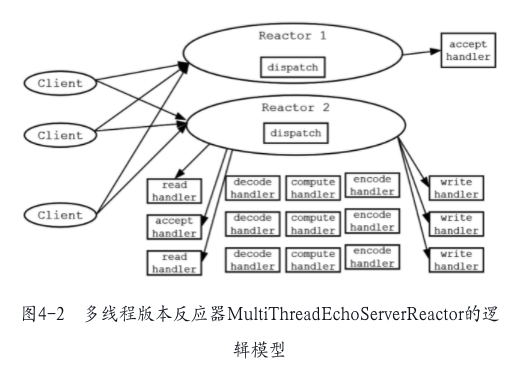 Reactor 1
dispatch
accept
handler
Client
Reactor 2
dispatch
Client
Client
read
handler
decode
handler
compute
handler
encode
handler
write
handler
accept
handler
decode
handler
compute
handler
encode
handler
write
handler
read
handler
decode
handler
compute
handler
encode
handler
write
handler
图4-2 多线程版本反应器MultiThreadEchoServerReactor的逻
辑模型